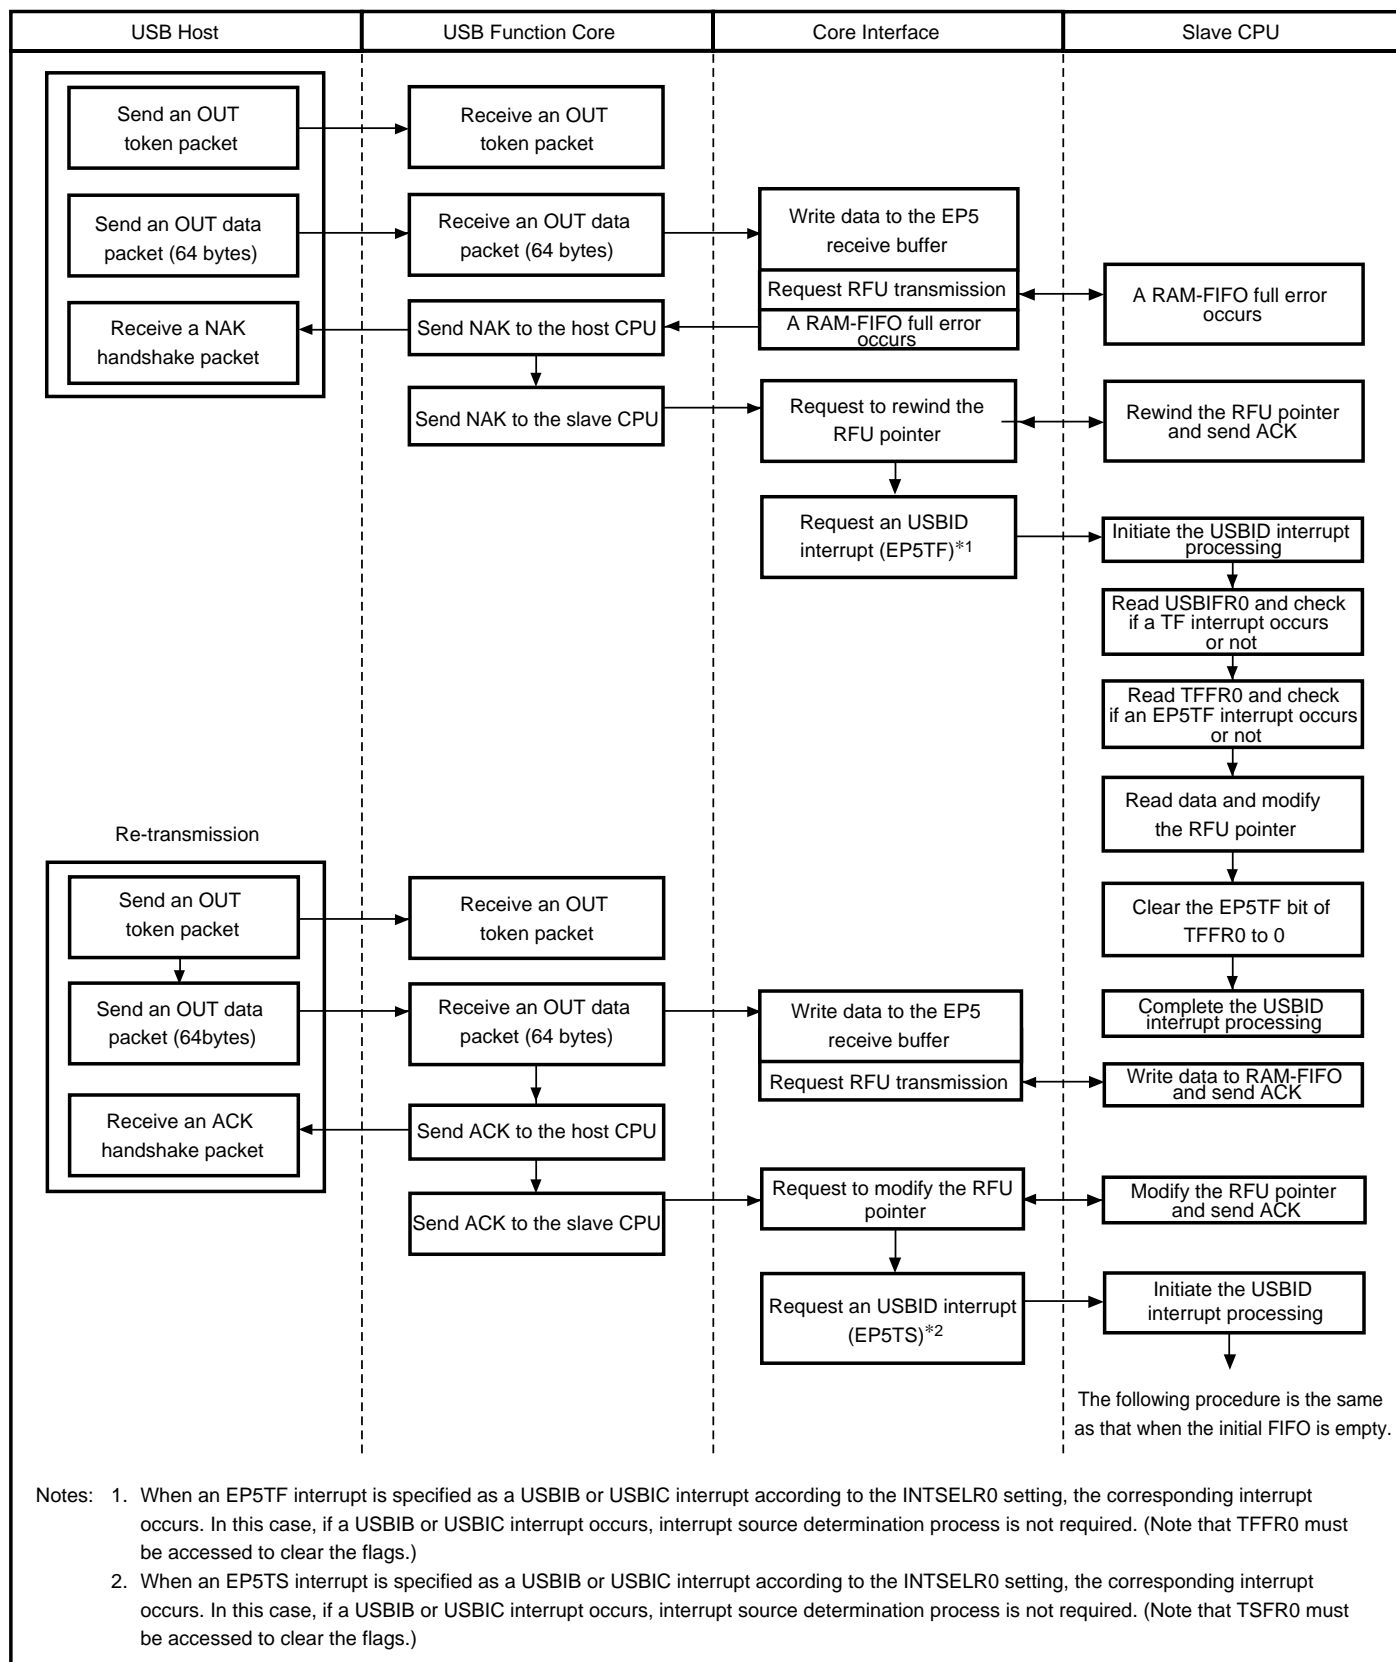 USB Host
USB Function Core
Core Interface
Slave CPU
Send an OUT
token packet
Receive an OUT
token packet
Send an OUT data
packet (64 bytes)
Receive an OUT data
packet (64 bytes)
Write data to the EP5
receive buffer
Request RFU transmission
A RAM-FIFO full error
occurs
A RAM-FIFO full error
occurs
Receive a NAK
handshake packet
Send NAK to the host CPU
Send NAK to the slave CPU
Request to rewind the
RFU pointer
Rewind the RFU pointer
and send ACK
Request an USBID
interrupt (EP5TF)*1
Initiate the USBID interrupt
processing
Read USBIFR0 and check
if a TF interrupt occurs
or not
Read TFFR0 and check
if an EP5TF interrupt occurs
or not
Read data and modify
the RFU pointer
Clear the EP5TF bit of
TFFR0 to 0
Complete the USBID
interrupt processing
Re-transmission
Send an OUT
token packet
Receive an OUT
token packet
Send an OUT data
packet (64bytes)
Receive an OUT data
packet (64 bytes)
Write data to the EP5
receive buffer
Request RFU transmission
Write data to RAM-FIFO
and send ACK
Receive an ACK
handshake packet
Send ACK to the host CPU
Send ACK to the slave CPU
Request to modify the RFU
pointer
Modify the RFU pointer
and send ACK
Request an USBID interrupt
(EP5TS)*2
Initiate the USBID
interrupt processing
The following procedure is the same
as that when the initial FIFO is empty.
Notes: 1. When an EP5TF interrupt is specified as a USBIB or USBIC interrupt according to the INTSELR0 setting, the corresponding interrupt
occurs. In this case, if a USBIB or USBIC interrupt occurs, interrupt source determination process is not required. (Note that TFFR0 must
be accessed to clear the flags.)
2. When an EP5TS interrupt is specified as a USBIB or USBIC interrupt according to the INTSELR0 setting, the corresponding interrupt
occurs. In this case, if a USBIB or USBIC interrupt occurs, interrupt source determination process is not required. (Note that TSFR0 must
be accessed to clear the flags.)